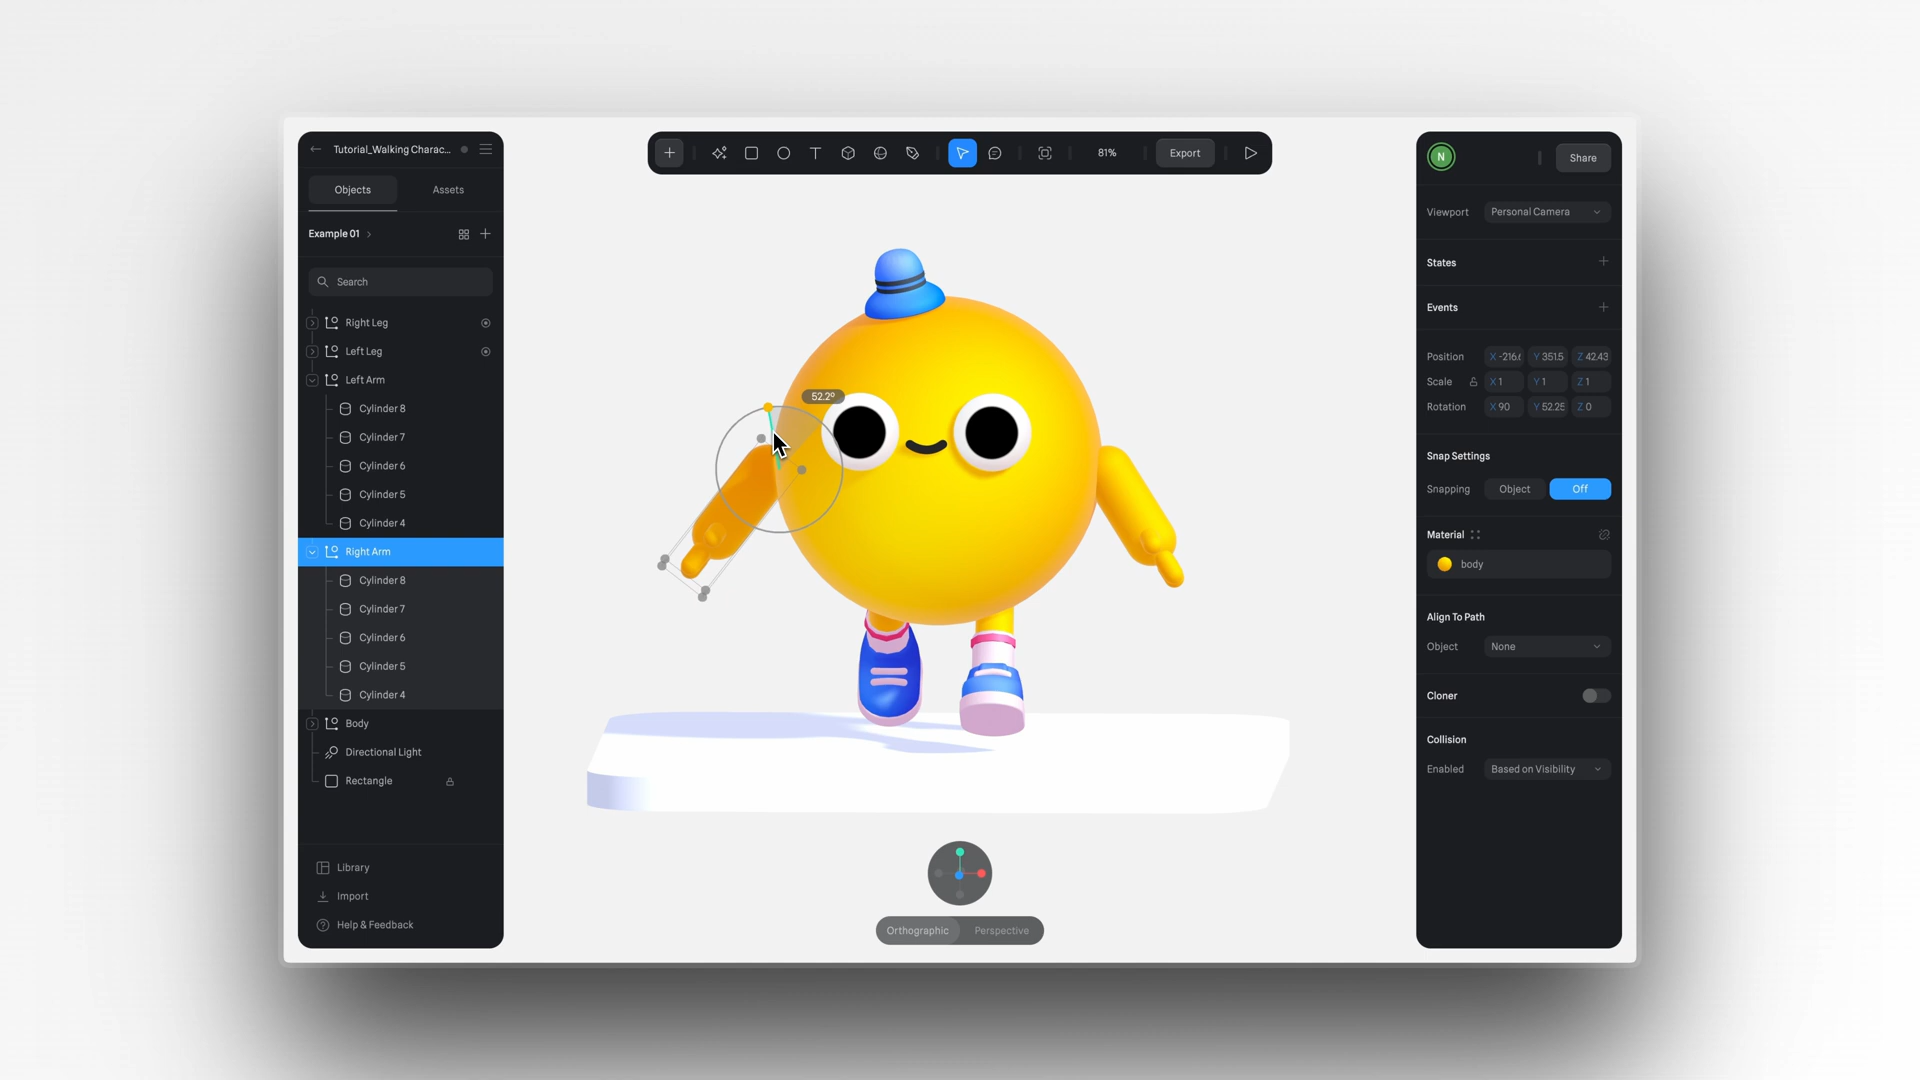 Tutorial_Walking Charac...
Objects
Assets
Example 01
Search
Right Leg
Left Leg
Left Arm
Cylinder 8
Cylinder 7
Cylinder 6
Cylinder 5
Cylinder 4
Right Arm
Cylinder 8
Cylinder 7
Cylinder 6
Cylinder 5
Cylinder 4
Body
Directional Light
Rectangle
Library
Import
Help & Feedback
T
81%
Export
52.2º
Orthographic
Perspective
N
Share
Viewport
Personal Camera
States
Events
Position X -216.( Y 351.5 Z 42.43
Scale X 1 Y 1 Z 1
Rotation X 90 Y 52.25 Z 0
Snap Settings
Snapping Object Off
Material
body
Align To Path
Object None
Cloner
Collision
Enabled Based on Visibility